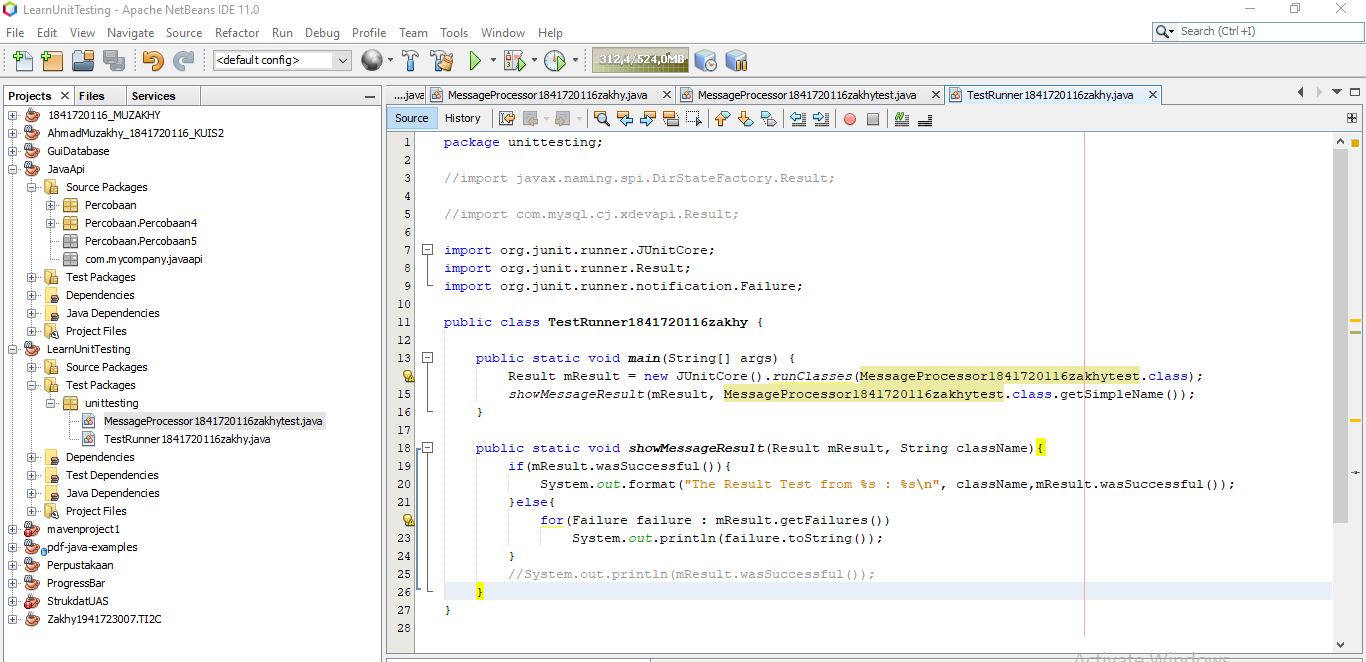 LearnUnitTesting - Apache NetBeans IDE 11.0
File Edit View Navigate Source Refactor Run Debug Profile Team Tools Window Help
Search (Ctrl+I)
<default config>
312,4/524,0MB
Projects Files Services
1841720116_MUZAKHY
AhmadMuzakhy_1841720116_KUIS2
GuiDatabase
JavaApi
Source Packages
Percobaan
Percobaan.Percobaan4
Percobaan.Percobaan5
com.mycompany.javaapi
Test Packages
Dependencies
Java Dependencies
Project Files
LearnUnitTesting
Source Packages
Test Packages
unittesting
MessageProcessor1841720116zakhytest.java
TestRunner1841720116zakhy.java
Dependencies
Test Dependencies
Java Dependencies
Project Files
mavenproject1
pdf-java-examples
Perpustakaan
ProgressBar
StrukdatUAS
Zakhy1941723007.TI2C
....java MessageProcessor1841720116zakhy.java MessageProcessor1841720116zakhytest.java TestRunner1841720116zakhy.java
Source History
1 package unittesting;
2
3 //import javax.naming.spi.DirStateFactory.Result;
4
5 //import com.mysql.cj.xdevapi.Result;
6
7 import org.junit.runner.JUnitCore;
8 import org.junit.runner.Result;
9 import org.junit.runner.notification.Failure;
10
11 public class TestRunner1841720116zakhy {
12
13 public static void main(String[] args) {
Result mResult = new JUnitCore().runClasses(MessageProcessor1841720116zakhytest.class);
15 showMessageResult(mResult, MessageProcessor1841720116zakhytest.class.getSimpleName());
16 }
17
18 public static void showMessageResult(Result mResult, String className){
19 if(mResult.wasSuccessful()){
20 System.out.format("The Result Test from %s : %s\n", className,mResult.wasSuccessful());
21 }else{
for(Failure failure : mResult.getFailures())
23 System.out.println(failure.toString());
24 }
25 //System.out.println(mResult.wasSuccessful());
26 }
27 }
28
Activate Windows